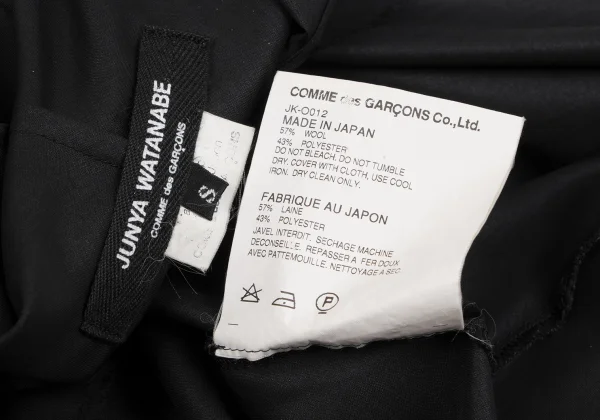 JUNYA WATANABE
COMME des GARÇONS
S
COMME des GARÇONS Co.,Ltd.
JK-O012
MADE IN JAPAN
57% WOOL
43% POLYESTER
DO NOT BLEACH. DO NOT TUMBLE
DRY. COVER WITH CLOTH. USE COOL
IRON. DRY CLEAN ONLY.
FABRIQUE AU JAPON
57% LAINE
43% POLYESTER
JAVEL INTERDIT. SECHAGE MACHINE
DECONSEILLE. REPASSER A FER DOUX
AVEC PATTEMOUILLE. NETTOYAGE A SEC.
P